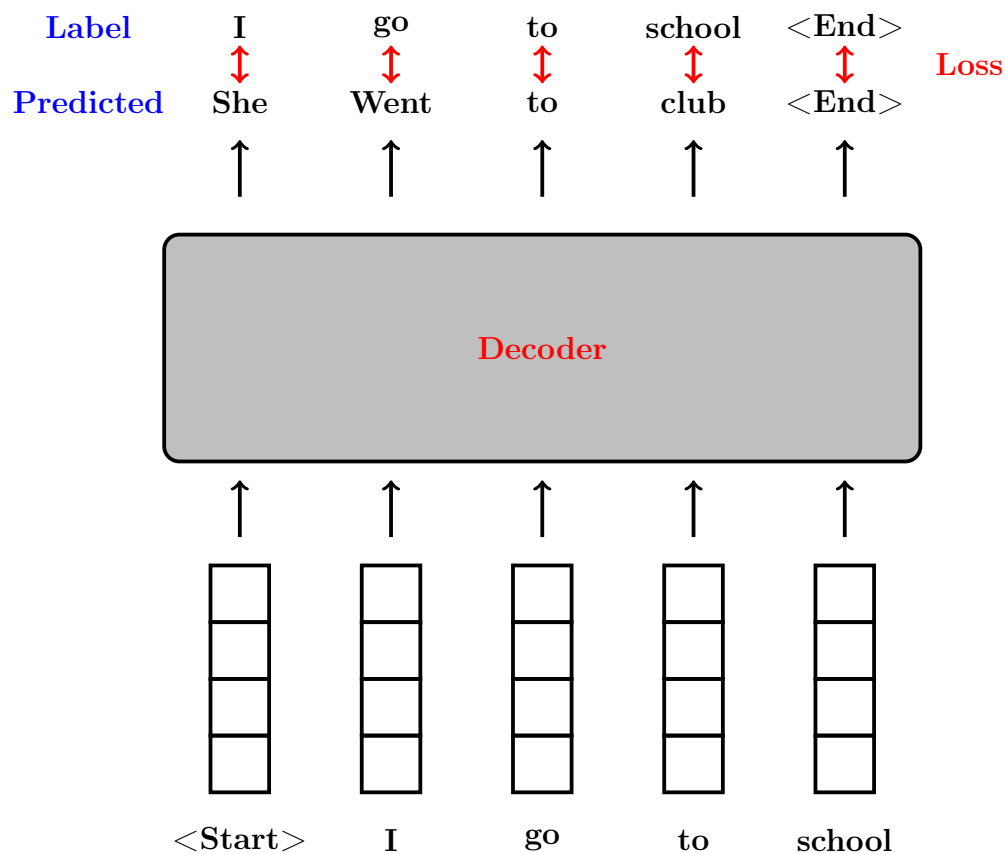 Label I go to school <End>
Loss
Predicted She Went to club <End>
Decoder
<Start> I go to school